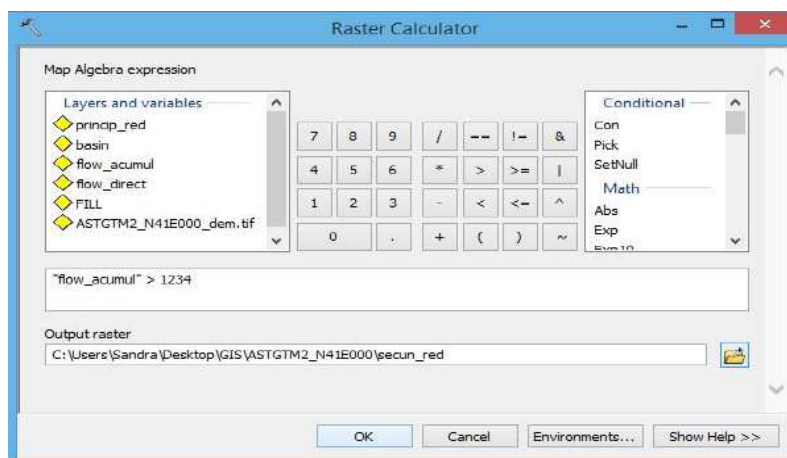 Raster Calculator
Map Algebra expression
Layers and variables
princip_red
basin
flow_acumul
flow_direct
FILL
ASTGTM2_N41E000_dem.tif
7 8 9 / == != &
4 5 6 * > >= |
1 2 3 - < <= ^
0 . + ( ) ~
Conditional
Con
Pick
SetNull
Math
Abs
Exp
Exp10
"flow_acumul" > 1234
Output raster
C:\Users\Sandra\Desktop\GIS\ASTGTM2_N41E000\secun_red
OK Cancel Environments... Show Help >>